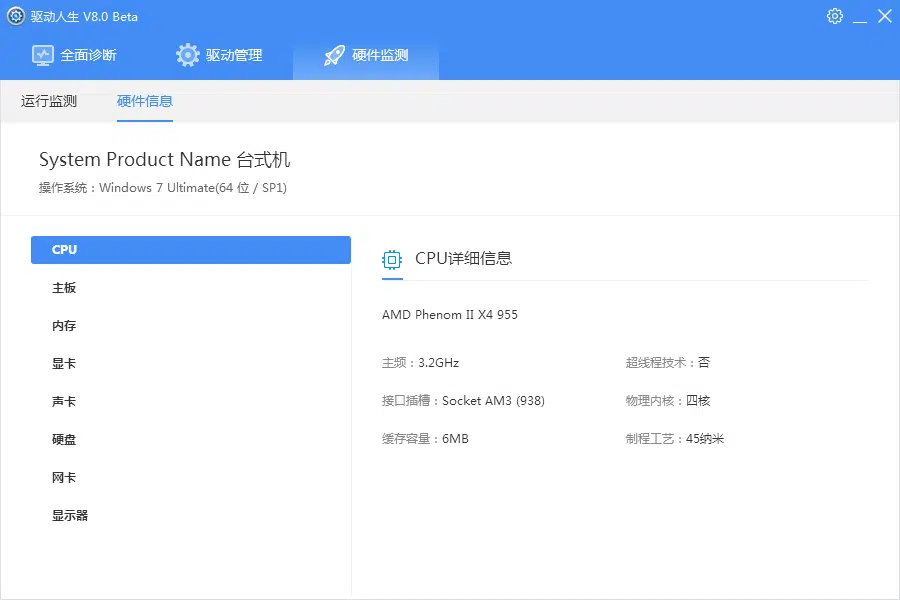 驱动人生 V8.0 Beta
全面诊断 驱动管理 硬件监测
运行监测 硬件信息
System Product Name 台式机
操作系统：Windows 7 Ultimate(64 位 / SP1)
CPU
主板
内存
显卡
声卡
硬盘
网卡
显示器
CPU详细信息
AMD Phenom II X4 955
主频：3.2GHz 超线程技术：否
接口插槽：Socket AM3 (938) 物理内核：四核
缓存容量：6MB 制程工艺：45纳米